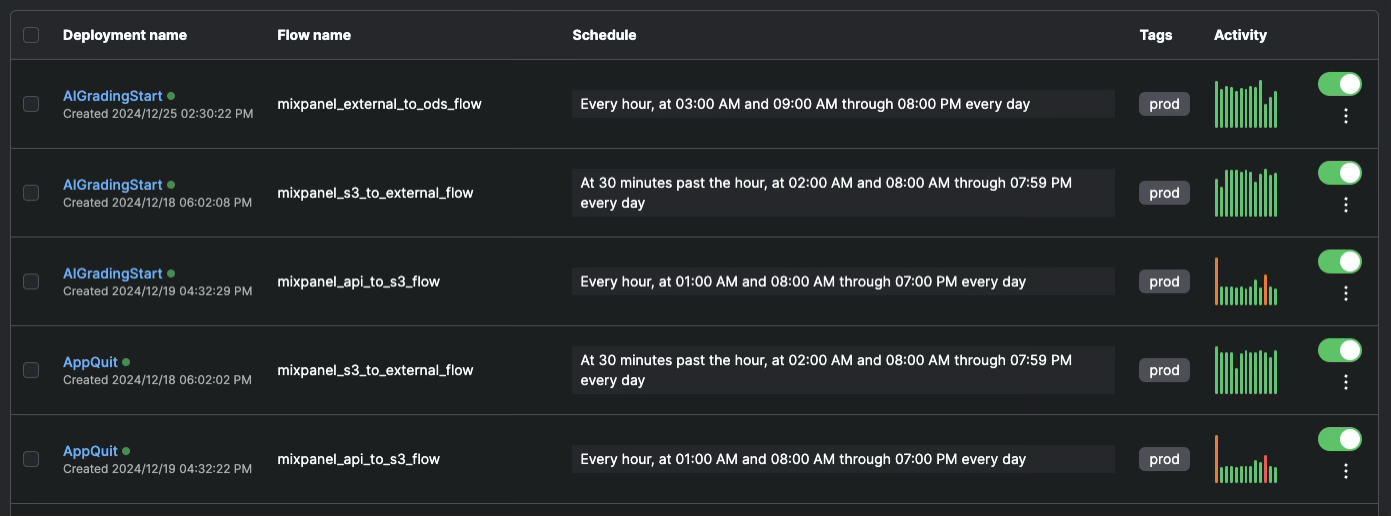 Deployment name Flow name Schedule Tags Activity
AIGradingStart
Created 2024/12/25 02:30:22 PM
mixpanel_external_to_ods_flow
Every hour, at 03:00 AM and 09:00 AM through 08:00 PM every day
prod
AIGradingStart
Created 2024/12/18 06:02:08 PM
mixpanel_s3_to_external_flow
At 30 minutes past the hour, at 02:00 AM and 08:00 AM through 07:59 PM
every day
prod
AIGradingStart
Created 2024/12/19 04:32:29 PM
mixpanel_api_to_s3_flow
Every hour, at 01:00 AM and 08:00 AM through 07:00 PM every day
prod
AppQuit
Created 2024/12/18 06:02:02 PM
mixpanel_s3_to_external_flow
At 30 minutes past the hour, at 02:00 AM and 08:00 AM through 07:59 PM
every day
prod
AppQuit
Created 2024/12/19 04:32:22 PM
mixpanel_api_to_s3_flow
Every hour, at 01:00 AM and 08:00 AM through 07:00 PM every day
prod